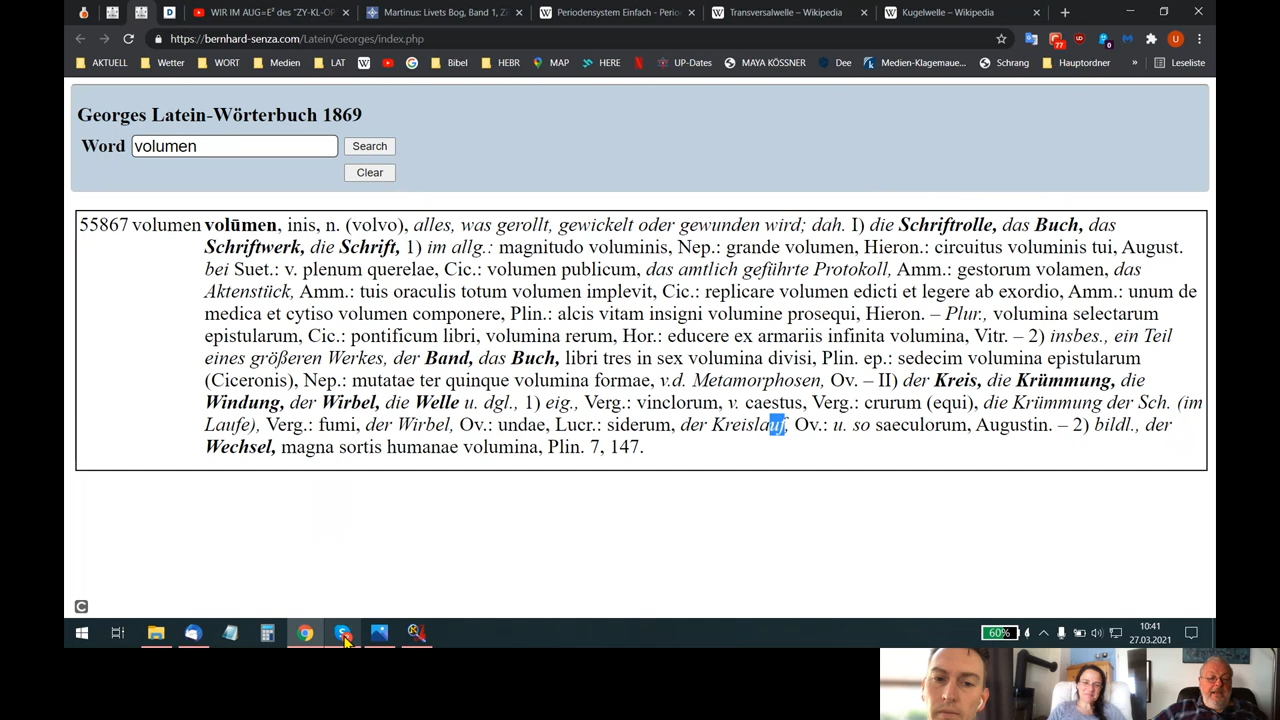 WIR IM AUG=E² des "ZY-KL-OP
Martinus: Livets Bog, Band 1, Z
Periodensystem Einfach - Period
Transversalwelle – Wikipedia
Kugelwelle – Wikipedia
https://bernhard-senza.com/Latein/Georges/index.php
77
0
U
AKTUELL
Wetter
WORT
Medien
LAT
Bibel
HEBR
MAP
HERE
UP-Dates
MAYA KÖSSNER
Dee
Medien-Klagemaue...
Schrang
Hauptordner
»
Leseliste
Georges Latein-Wörterbuch 1869
Word volumen Search
Clear
55867 volumen volūmen, inis, n. (volvo), alles, was gerollt, gewickelt oder gewunden wird; dah. I) die Schriftrolle, das Buch, das
Schriftwerk, die Schrift, 1) im allg.: magnitudo voluminis, Nep.: grande volumen, Hieron.: circuitus voluminis tui, August.
bei Suet.: v. plenum querelae, Cic.: volumen publicum, das amtlich geführte Protokoll, Amm.: gestorum volamen, das
Aktenstück, Amm.: tuis oraculis totum volumen implevit, Cic.: replicare volumen edicti et legere ab exordio, Amm.: unum de
medica et cytiso volumen componere, Plin.: alcis vitam insigni volumine prosequi, Hieron. – Plur., volumina selectarum
epistularum, Cic.: pontificum libri, volumina rerum, Hor.: educere ex armariis infinita volumina, Vitr. – 2) insbes., ein Teil
eines größeren Werkes, der Band, das Buch, libri tres in sex volumina divisi, Plin. ep.: sedecim volumina epistularum
(Ciceronis), Nep.: mutatae ter quinque volumina formae, v.d. Metamorphosen, Ov. – II) der Kreis, die Krümmung, die
Windung, der Wirbel, die Welle u. dgl., 1) eig., Verg.: vinclorum, v. caestus, Verg.: crurum (equi), die Krümmung der Sch. (im
Laufe), Verg.: fumi, der Wirbel, Ov.: undae, Lucr.: siderum, der Kreislauf, Ov.: u. so saeculorum, Augustin. – 2) bildl., der
Wechsel, magna sortis humanae volumina, Plin. 7, 147.
C
60%
10:41
27.03.2021